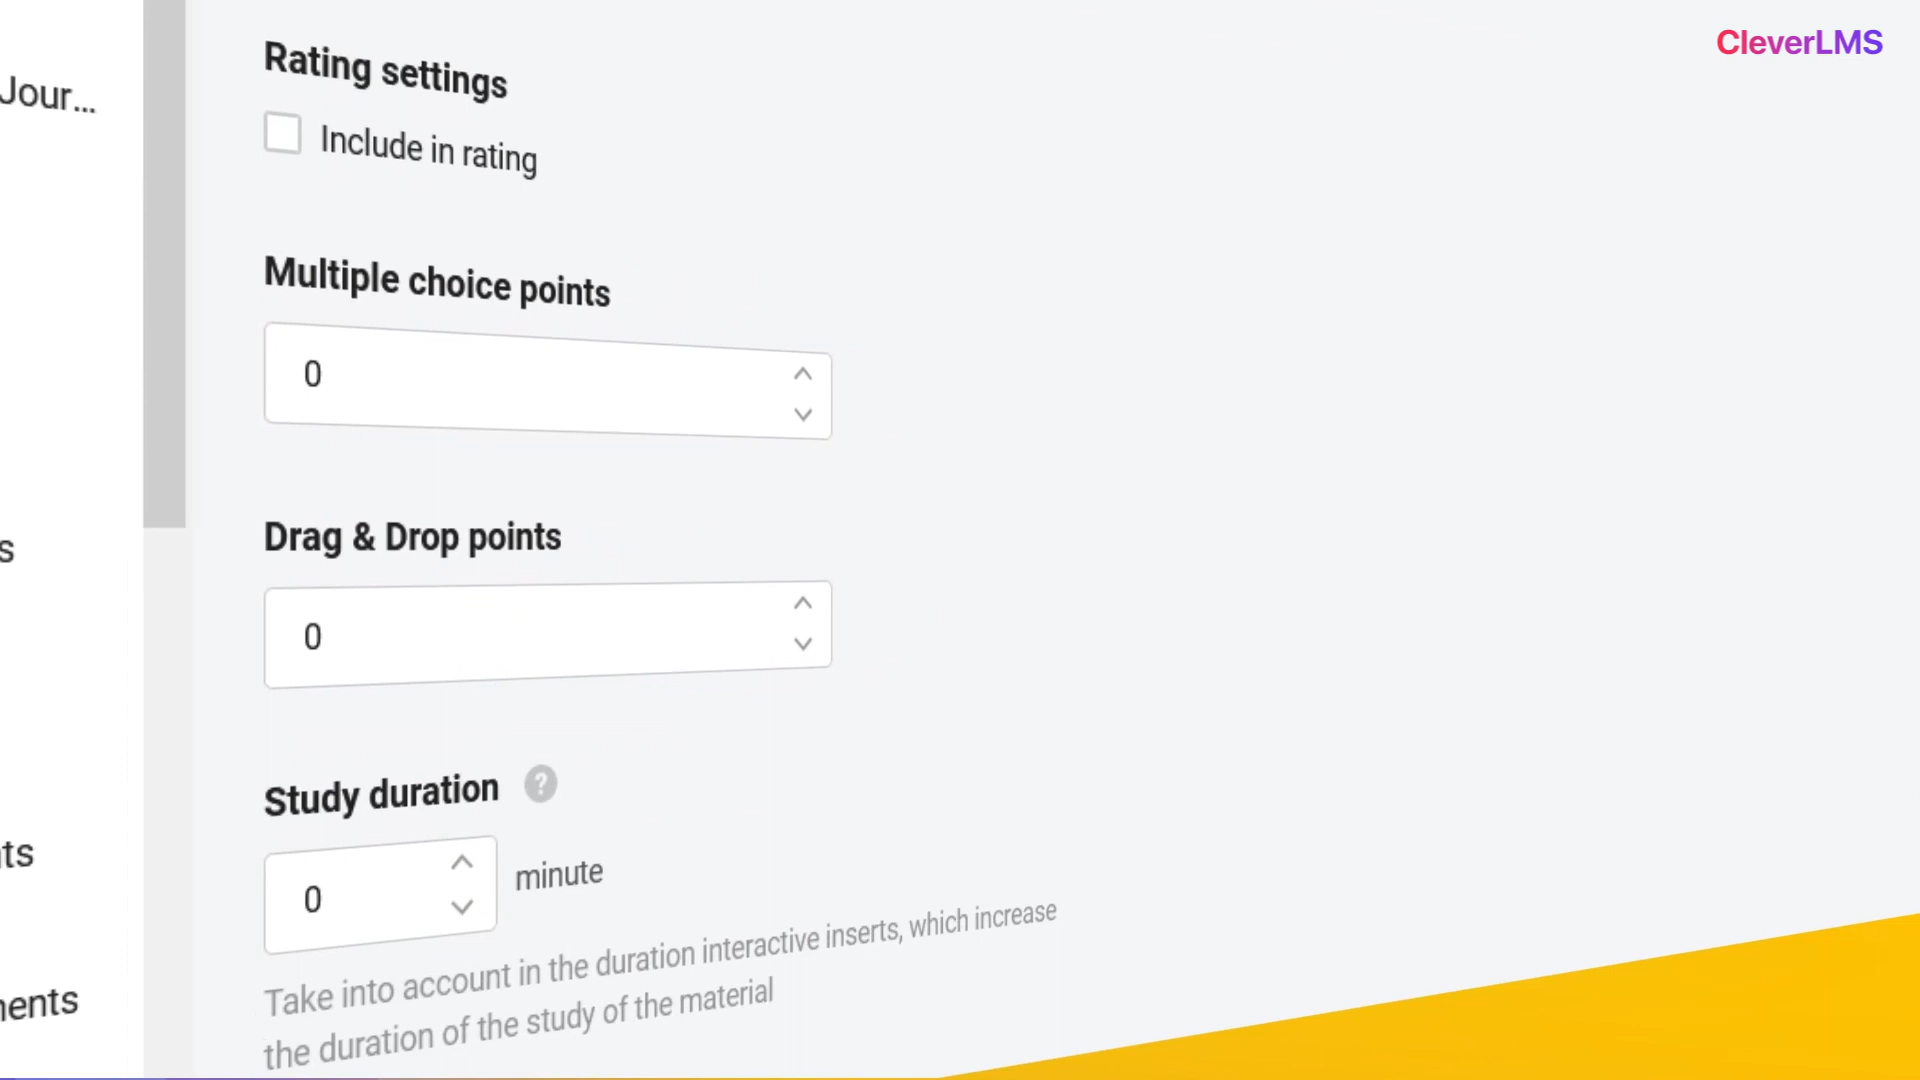 CleverLMS
Jour...
s
ts
nents
Rating settings
Include in rating
Multiple choice points
0
Drag & Drop points
0
Study duration ?
0 minute
Take into account in the duration interactive inserts, which increase
the duration of the study of the material